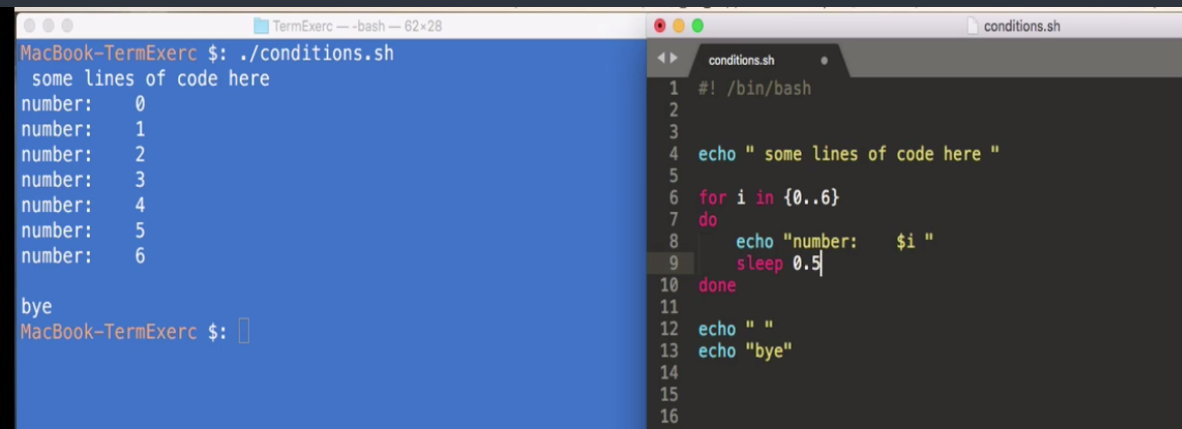 TermExerc — -bash — 62×28
MacBook-TermExerc $: ./conditions.sh
 some lines of code here
number:    0
number:    1
number:    2
number:    3
number:    4
number:    5
number:    6

bye
MacBook-TermExerc $:
conditions.sh
conditions.sh
1 #! /bin/bash
2
3
4 echo " some lines of code here "
5
6 for i in {0..6}
7 do
8     echo "number:    $i "
9     sleep 0.5
10 done
11
12 echo " "
13 echo "bye"
14
15
16